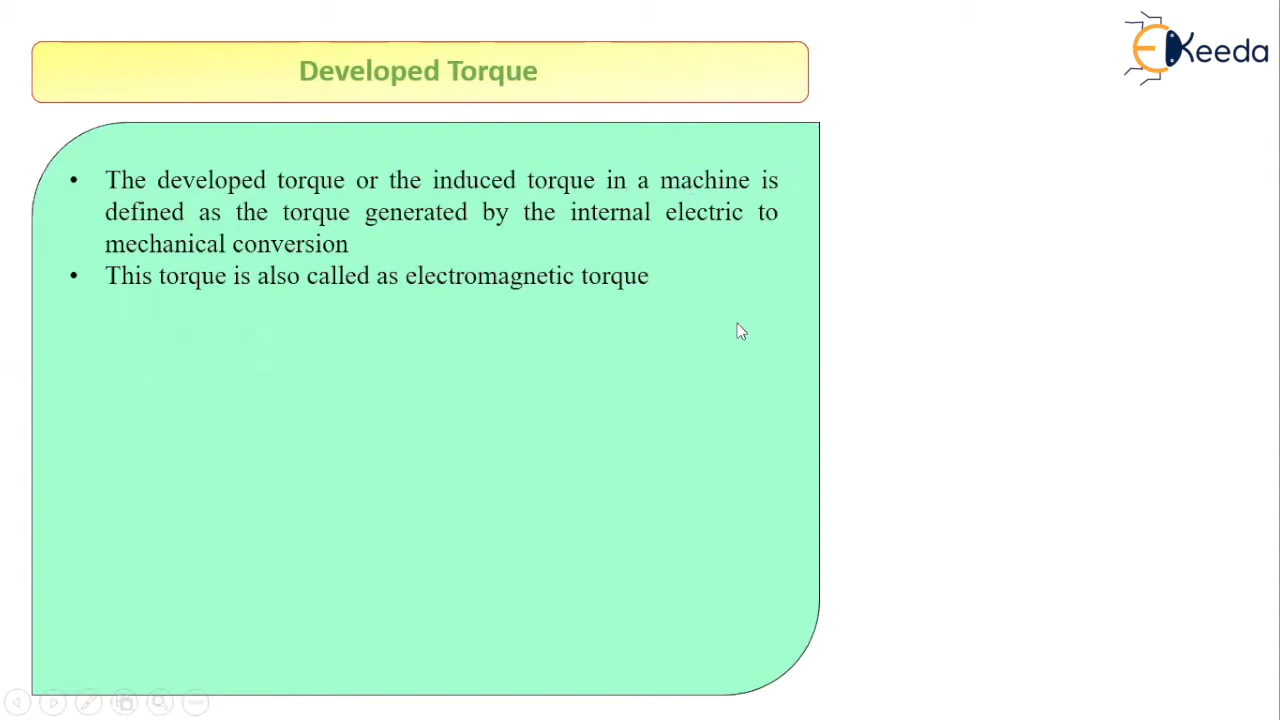 Developed Torque
EKeeda
• The developed torque or the induced torque in a machine is
defined as the torque generated by the internal electric to
mechanical conversion
• This torque is also called as electromagnetic torque